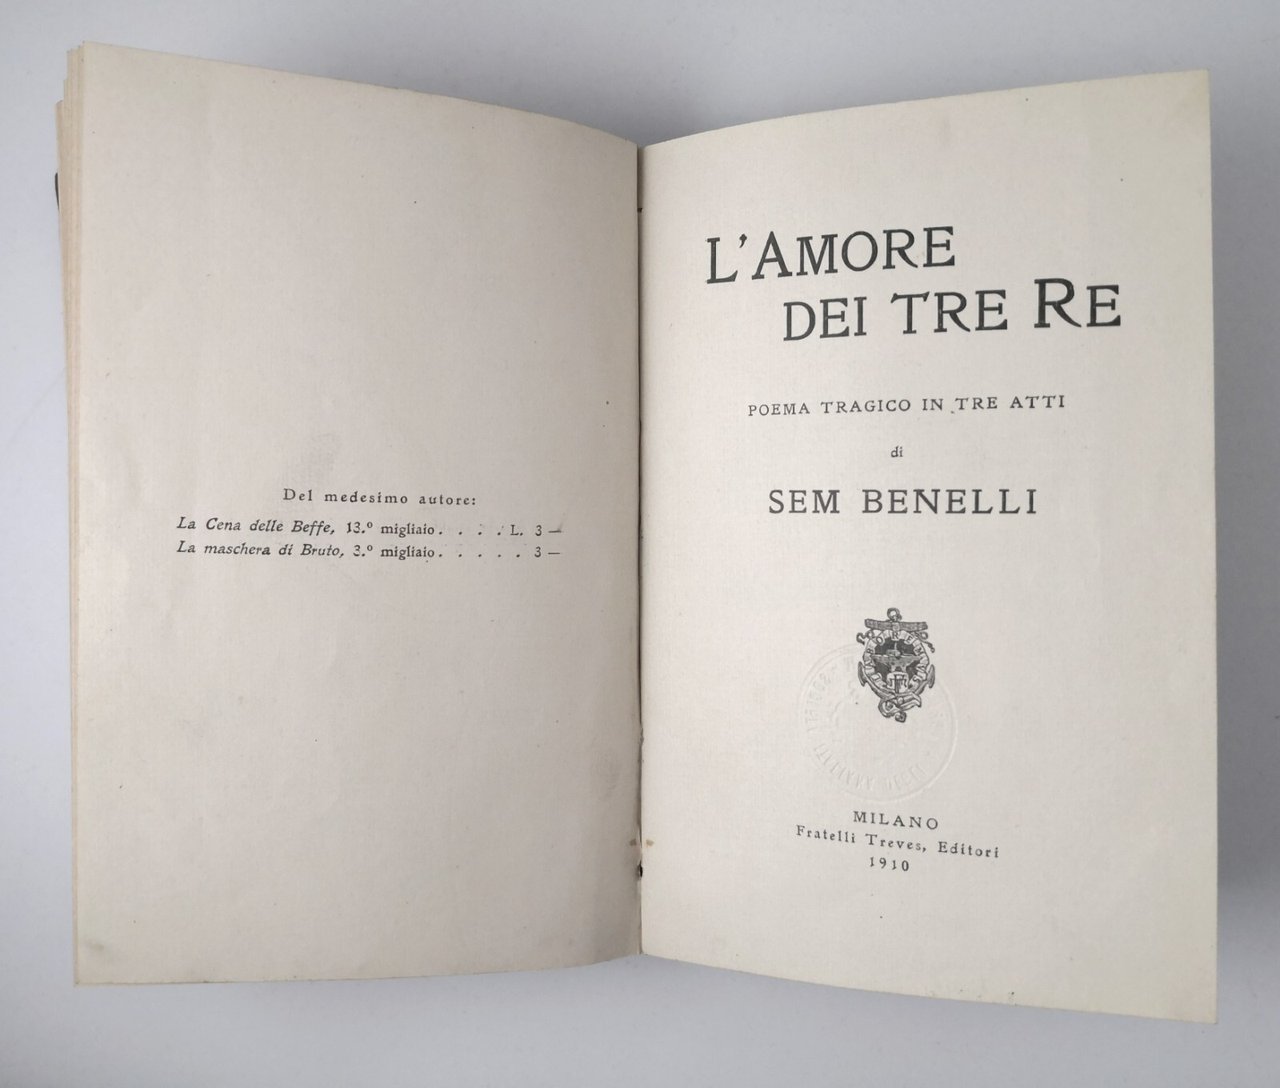 Del medesimo autore:
La Cena delle Beffe, 13.º migliaio. . . . . L. 3 —
La maschera di Bruto, 3.º migliaio. . . . . . 3 —
L'AMORE
DEI TRE RE
POEMA TRAGICO IN TRE ATTI
di
SEM BENELLI
LABOREMUS
MILANO
Fratelli Treves, Editori
1910